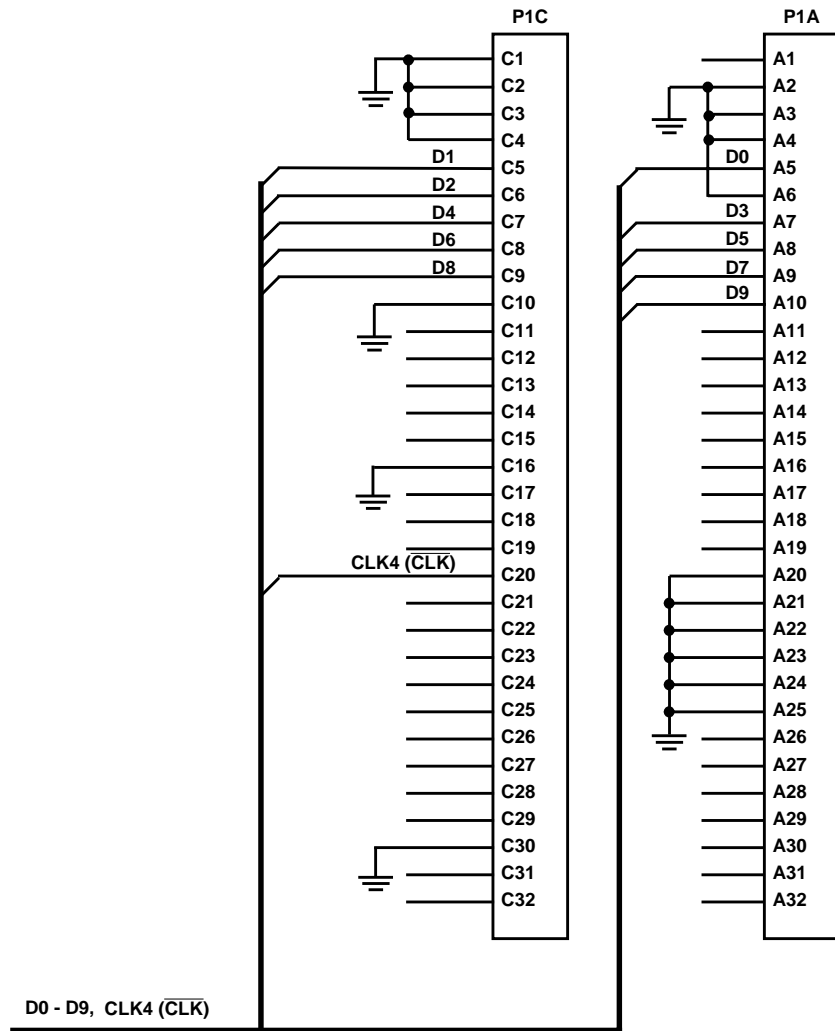 P1C
C1
C2
C3
C4
D1 C5
D2 C6
D4 C7
D6 C8
D8 C9
C10
C11
C12
C13
C14
C15
C16
C17
C18
C19
CLK4 (C̅L̅K̅) C20
C21
C22
C23
C24
C25
C26
C27
C28
C29
C30
C31
C32
P1A
A1
A2
A3
A4
D0 A5
A6
D3 A7
D5 A8
D7 A9
D9 A10
A11
A12
A13
A14
A15
A16
A17
A18
A19
A20
A21
A22
A23
A24
A25
A26
A27
A28
A29
A30
A31
A32
D0 - D9, CLK4 (C̅L̅K̅)